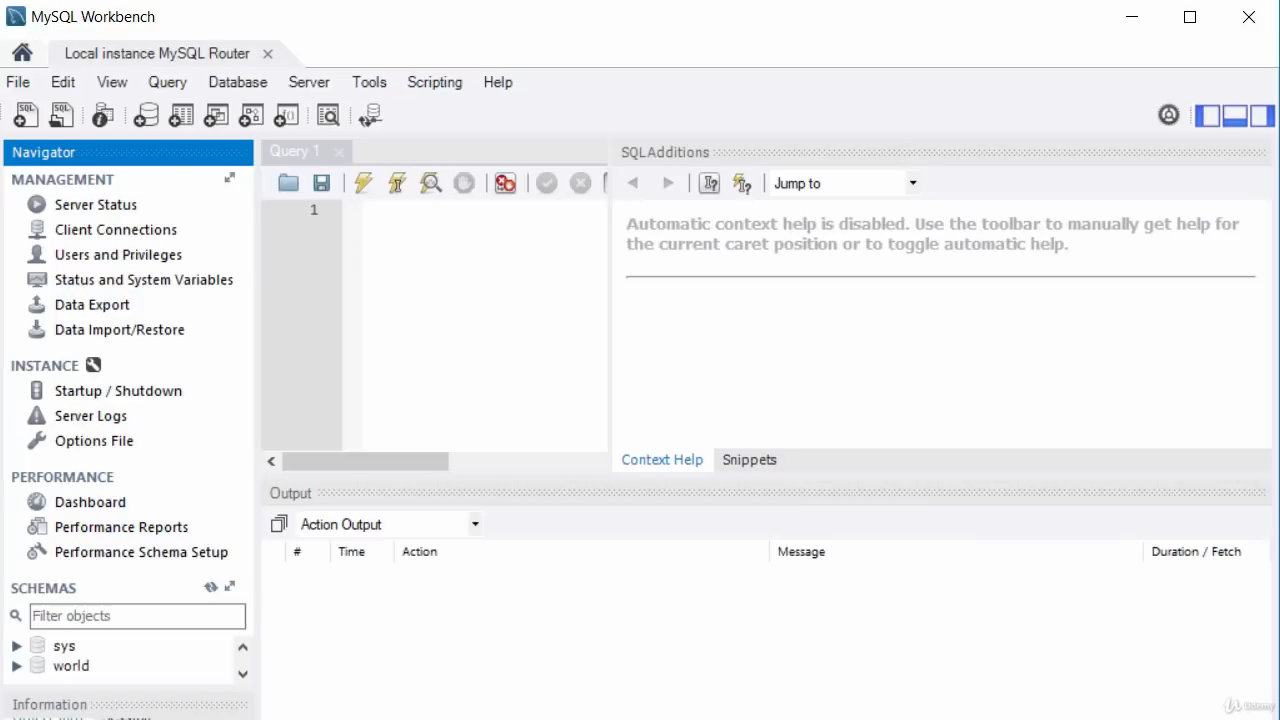 MySQL Workbench
Local instance MySQL Router
File Edit View Query Database Server Tools Scripting Help
SQL SQL
Navigator
MANAGEMENT
Server Status
Client Connections
Users and Privileges
Status and System Variables
Data Export
Data Import/Restore
INSTANCE
Startup / Shutdown
Server Logs
Options File
PERFORMANCE
Dashboard
Performance Reports
Performance Schema Setup
SCHEMAS
Filter objects
sys
world
Information
Query 1
1
SQLAdditions
Jump to
Automatic context help is disabled. Use the toolbar to manually get help for
the current caret position or to toggle automatic help.
Context Help Snippets
Output
Action Output
# Time Action Message Duration / Fetch
Udemy